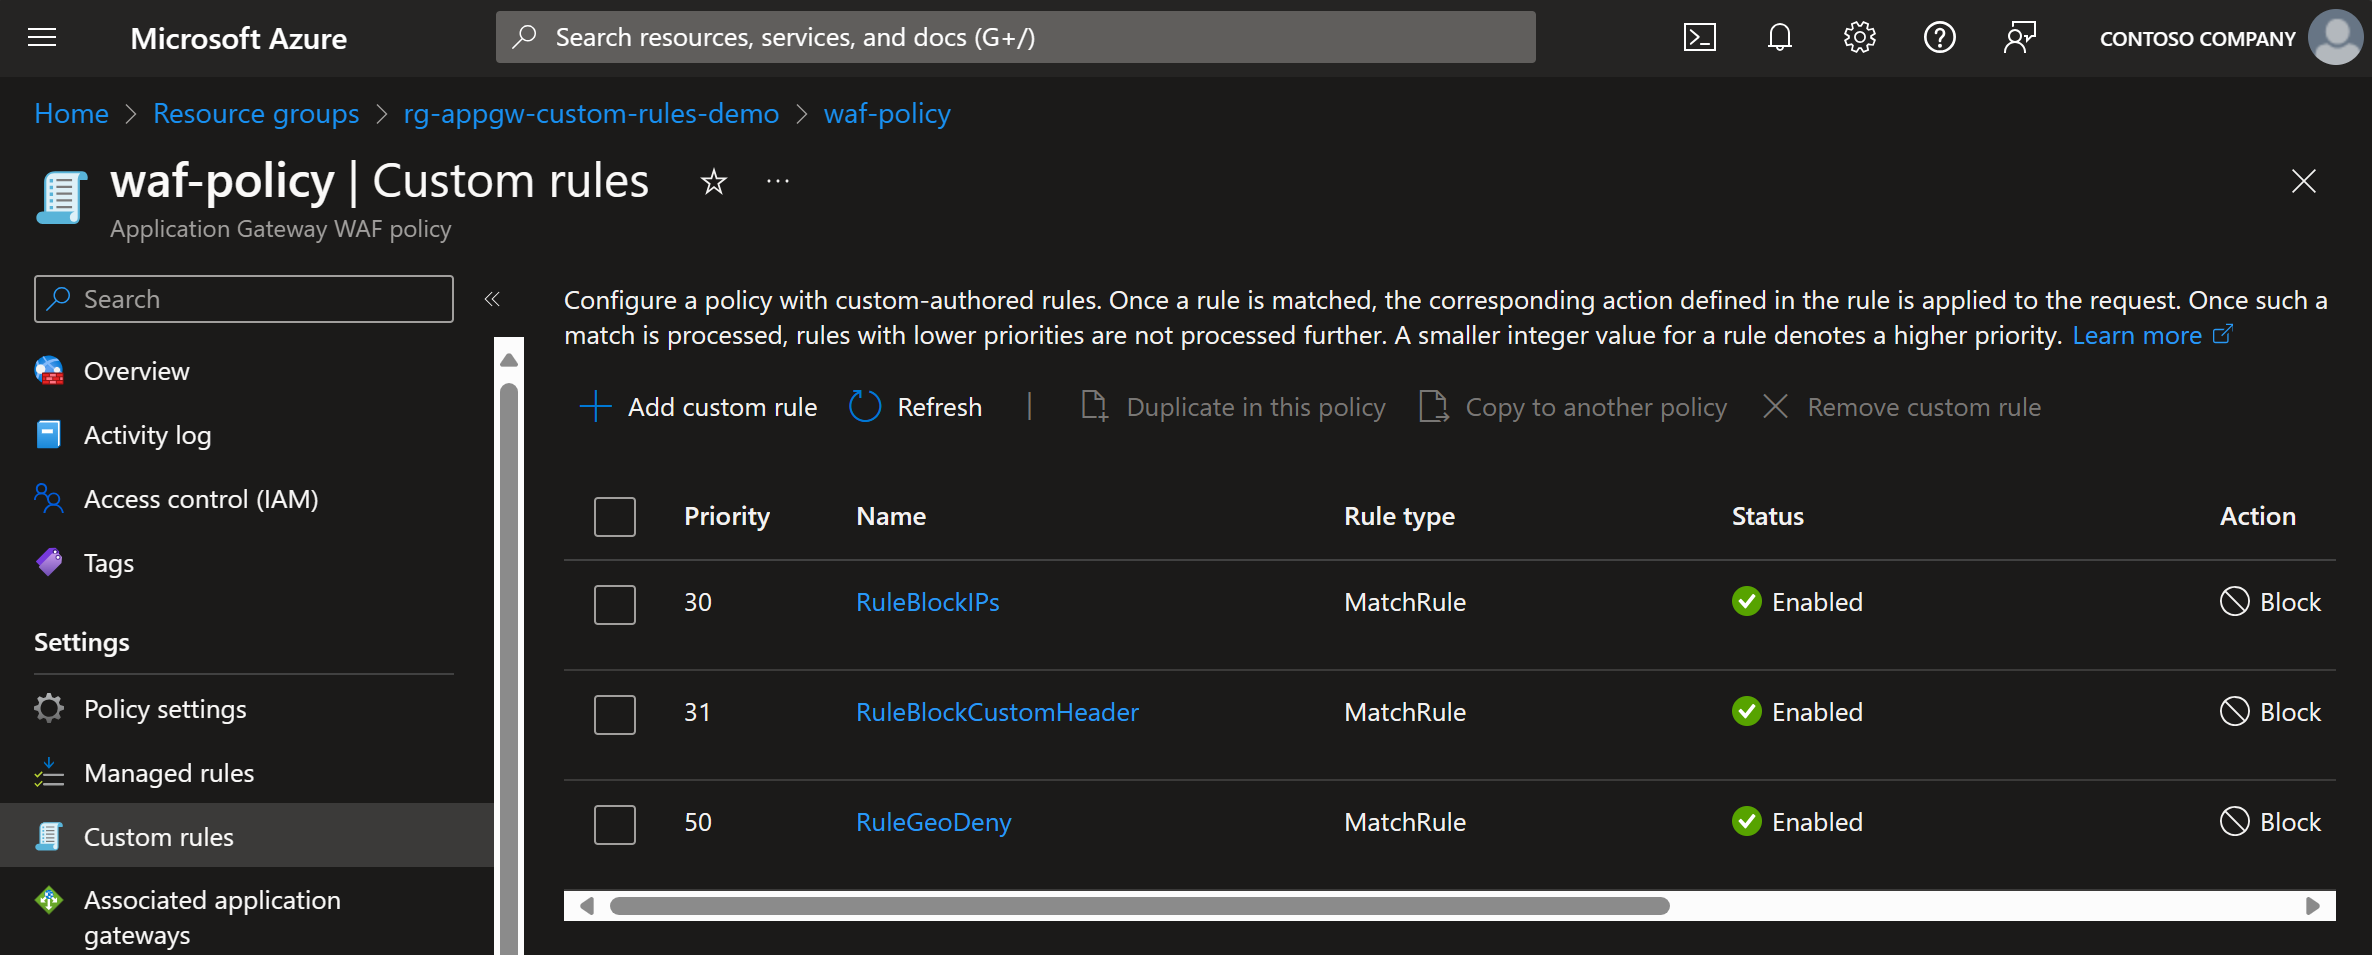 Microsoft Azure
Search resources, services, and docs (G+/)
CONTOSO COMPANY
Home > Resource groups > rg-appgw-custom-rules-demo > waf-policy
waf-policy | Custom rules
Application Gateway WAF policy
Search
Overview
Activity log
Access control (IAM)
Tags
Settings
Policy settings
Managed rules
Custom rules
Associated application
gateways
Configure a policy with custom-authored rules. Once a rule is matched, the corresponding action defined in the rule is applied to the request. Once such a
match is processed, rules with lower priorities are not processed further. A smaller integer value for a rule denotes a higher priority. Learn more
Add custom rule Refresh | Duplicate in this policy Copy to another policy Remove custom rule
Priority Name Rule type Status Action
30 RuleBlockIPs MatchRule Enabled Block
31 RuleBlockCustomHeader MatchRule Enabled Block
50 RuleGeoDeny MatchRule Enabled Block